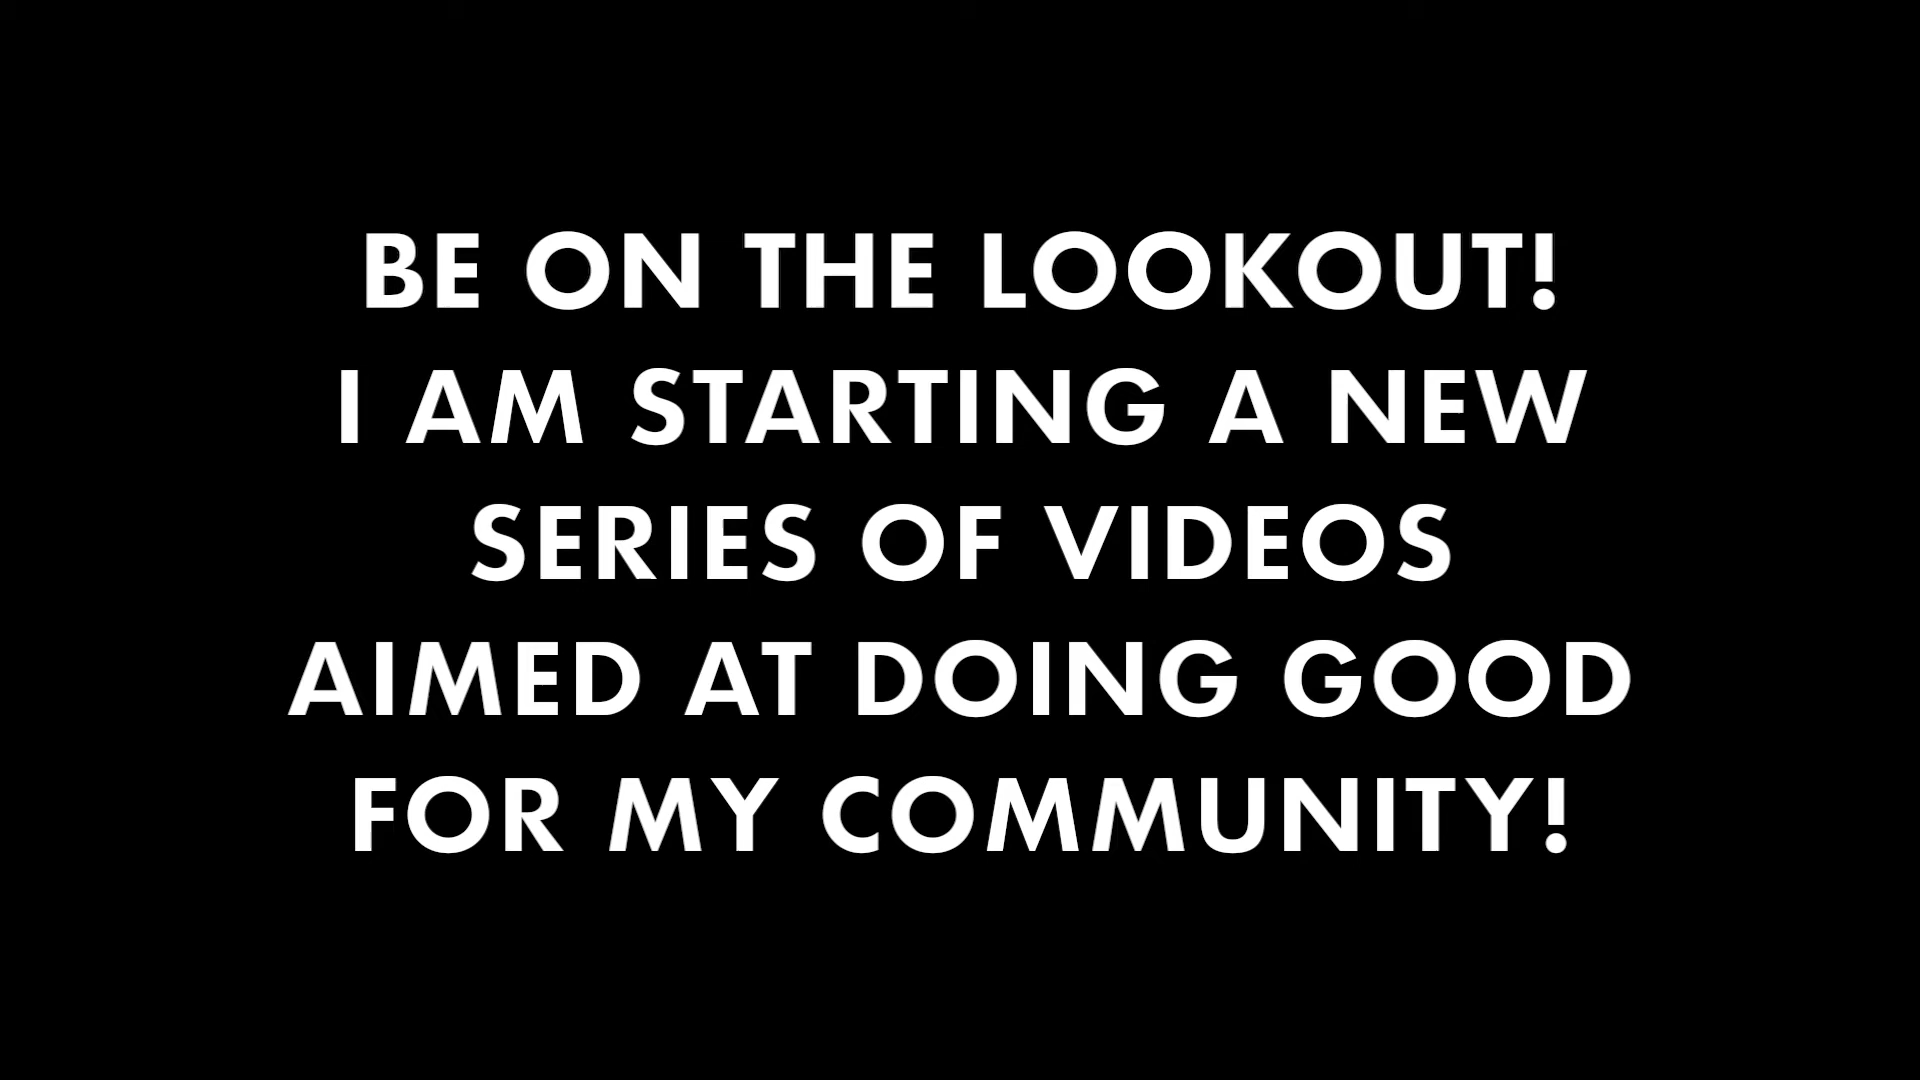 BE ON THE LOOKOUT!
I AM STARTING A NEW
SERIES OF VIDEOS
AIMED AT DOING GOOD
FOR MY COMMUNITY!